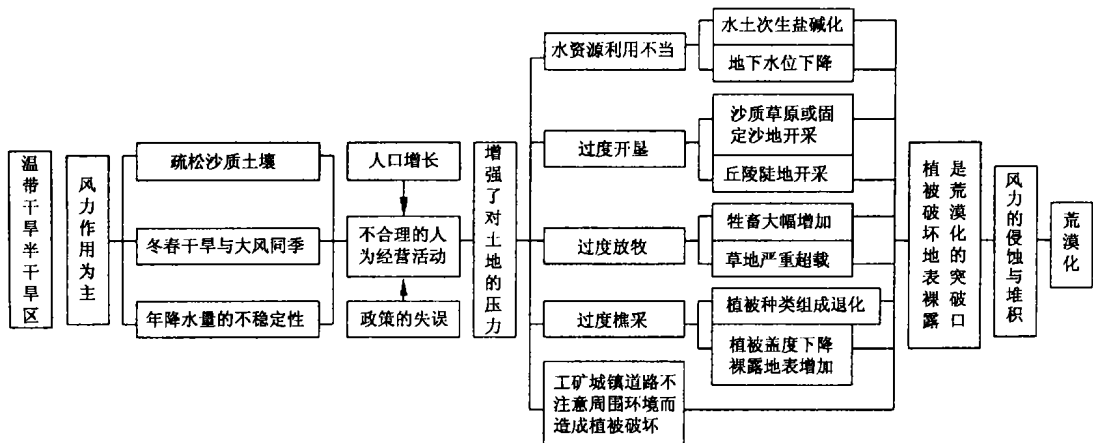 温带干旱半干旱区
风力作用为主
疏松沙质土壤
冬春干旱与大风同季
年降水量的不稳定性
人口增长
不合理的人
为经营活动
政策的失误
增强了对土地的压力
水资源利用不当
水土次生盐碱化
地下水位下降
过度开垦
沙质草原或固
定沙地开采
丘陵陡地开采
过度放牧
牲畜大幅增加
草地严重超载
过度樵采
植被种类组成退化
植被盖度下降
裸露地表增加
工矿城镇道路不
注意周围环境而
造成植被破坏
植被破坏地表裸露
是荒漠化的突破口
风力的侵蚀与堆积
荒漠化